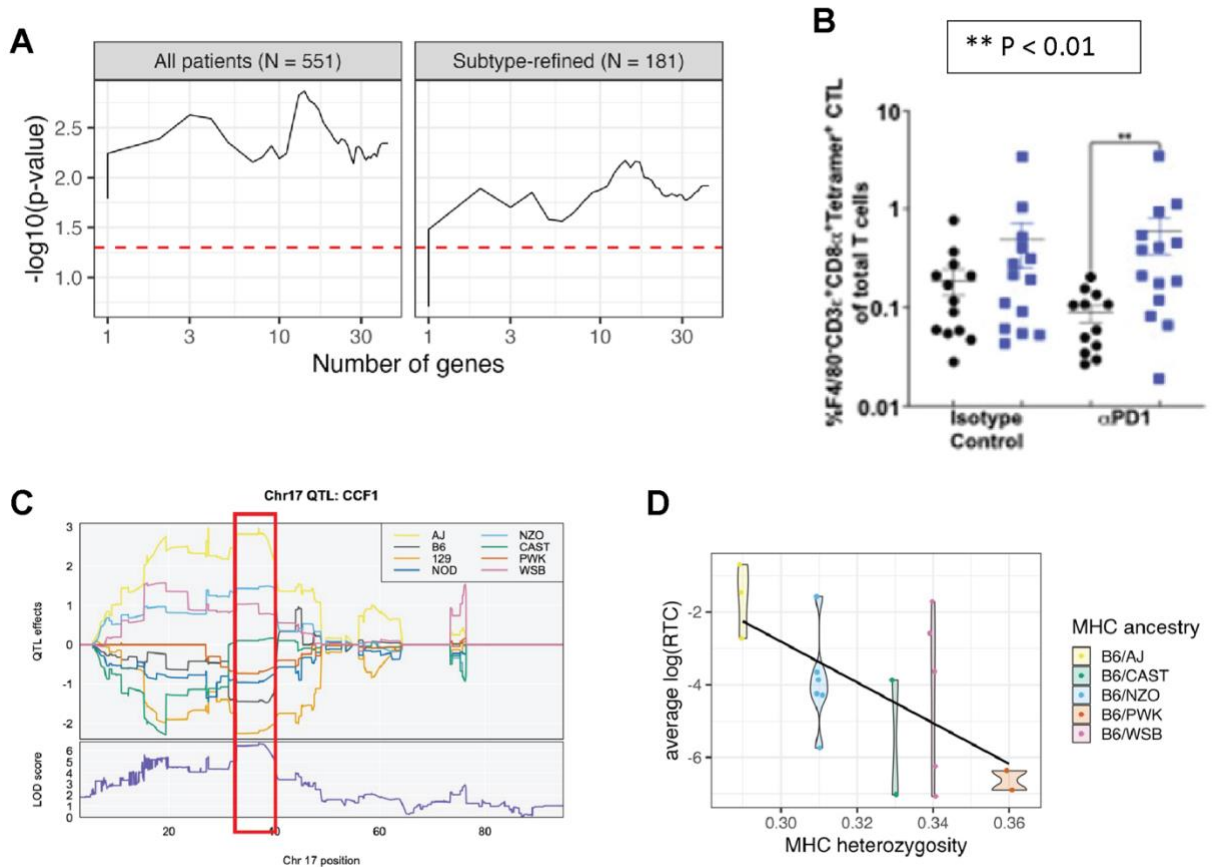 A
All patients (N = 551)
Subtype-refined (N = 181)
-log10(p-value)
2.5
2.0
1.5
1.0
1 3 10 30
1 3 10 30
Number of genes
B
** P < 0.01
%F4/80-CD3ε+CD8α+Tetramer+ CTL
of total T cells
10
1
0.1
0.01
**
Isotype
Control
αPD1
C
Chr17 QTL: CCF1
QTL effects
3
2
1
0
-1
-2
AJ
B6
129
NOD
NZO
CAST
PWK
WSB
LOD score
6
5
4
3
2
1
0
20 40 60 80
Chr 17 position
D
average log(RTC)
-2
-4
-6
0.30 0.32 0.34 0.36
MHC heterozygosity
MHC ancestry
B6/AJ
B6/CAST
B6/NZO
B6/PWK
B6/WSB